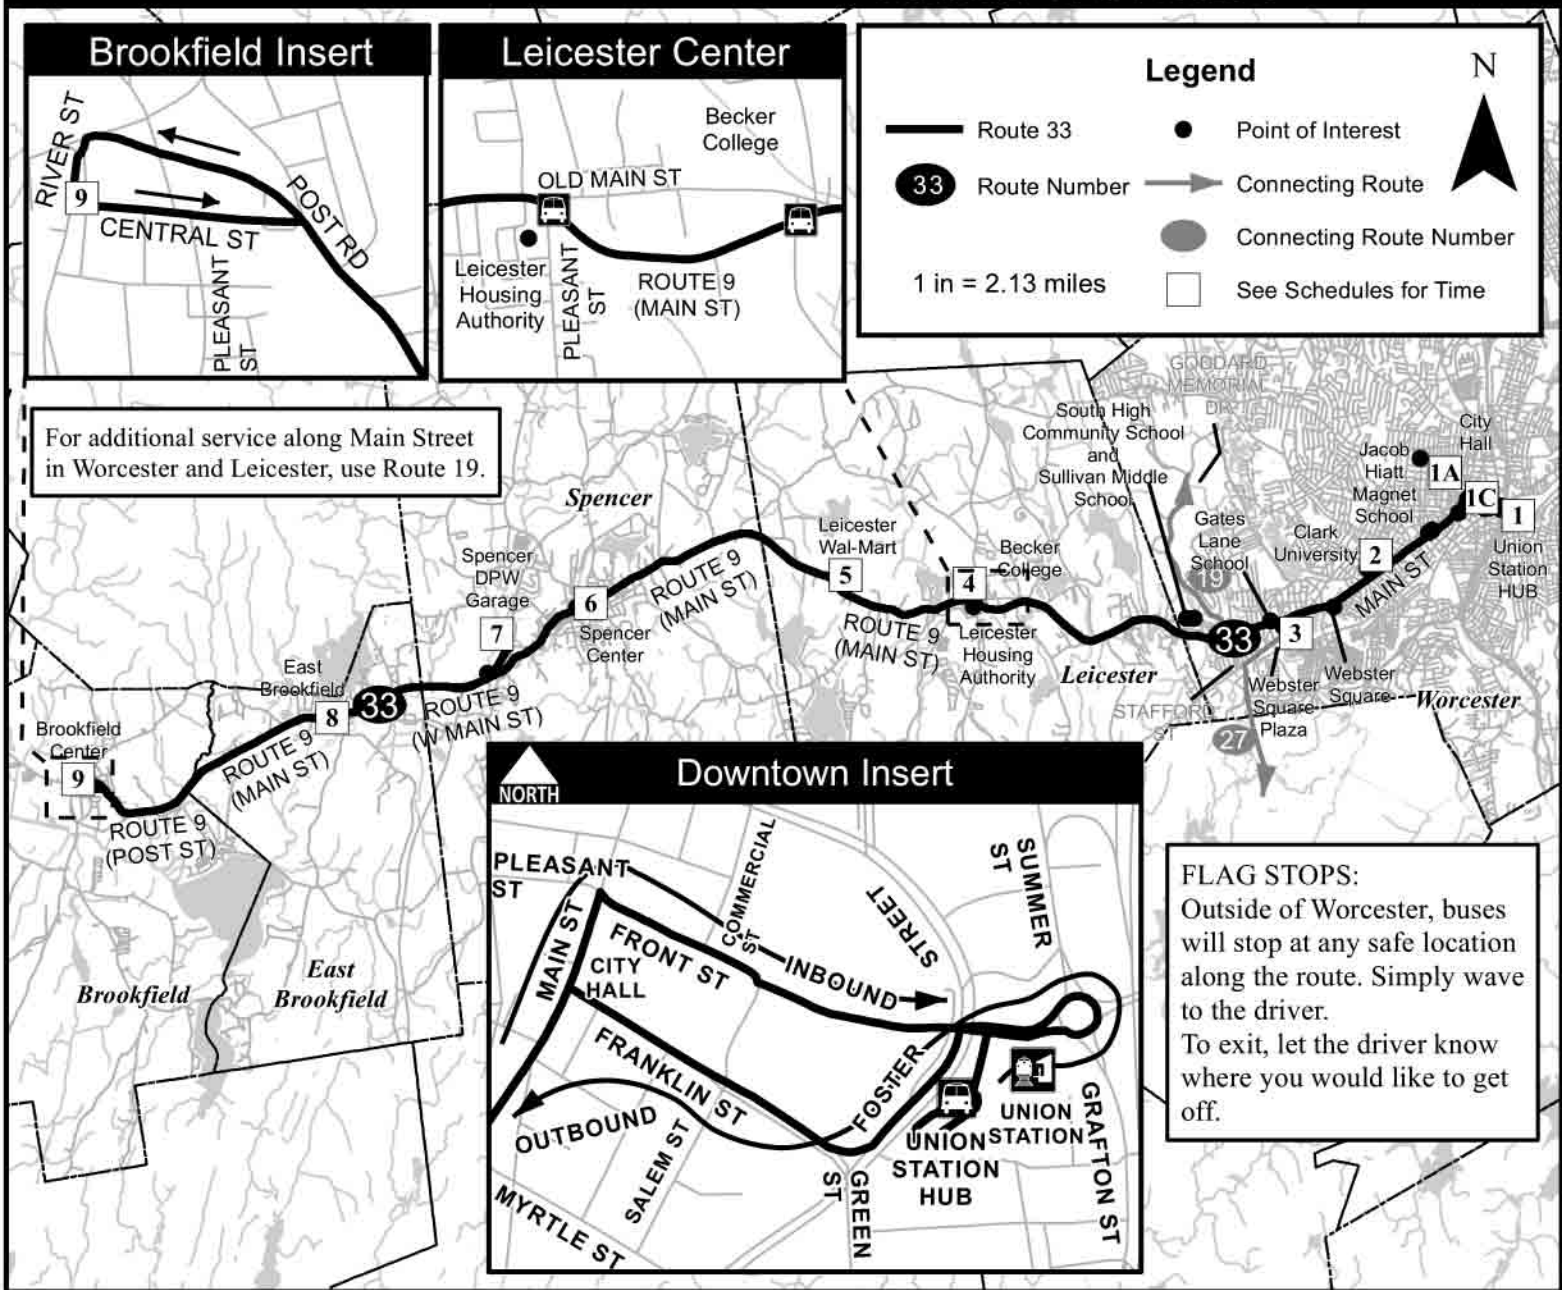 Brookfield Insert
RIVER ST
9
CENTRAL ST
POST RD
PLEASANT
ST
Leicester Center
Becker
College
OLD MAIN ST
Leicester
Housing
Authority
PLEASANT
ST
ROUTE 9
(MAIN ST)
Legend
N
Route 33
Point of Interest
33
Route Number
Connecting Route
Connecting Route Number
1 in = 2.13 miles
See Schedules for Time
For additional service along Main Street
in Worcester and Leicester, use Route 19.
GODDARD
MEMORIAL
DR
South High
Community School
and
Sullivan Middle
School
City
Hall
Jacob
Hiatt
Magnet
School
1A
1C
1
Union
Station
HUB
Gates
Lane
School
19
Clark
University
2
MAIN ST
Spencer
Leicester
Wal-Mart
5
Becker
College
4
Spencer
DPW
Garage
7
6
Spencer
Center
ROUTE 9
(MAIN ST)
ROUTE 9
(MAIN ST)
Leicester
Housing
Authority
33
3
Leicester
Webster
Square
Plaza
Webster
Square
Worcester
STAFFORD
ST
27
East
Brookfield
8
33
ROUTE 9
(W MAIN ST)
Brookfield
Center
9
ROUTE 9
(MAIN ST)
ROUTE 9
(POST ST)
Brookfield
East
Brookfield
NORTH
Downtown Insert
PLEASANT
ST
MAIN ST
COMMERCIAL
ST
STREET
SUMMER
ST
FRONT ST
CITY
HALL
INBOUND
FRANKLIN ST
FOSTER
OUTBOUND
SALEM ST
UNION
STATION
UNION
STATION
HUB
GRAFTON ST
GREEN
ST
MYRTLE ST
FLAG STOPS:
Outside of Worcester, buses
will stop at any safe location
along the route. Simply wave
to the driver.
To exit, let the driver know
where you would like to get
off.